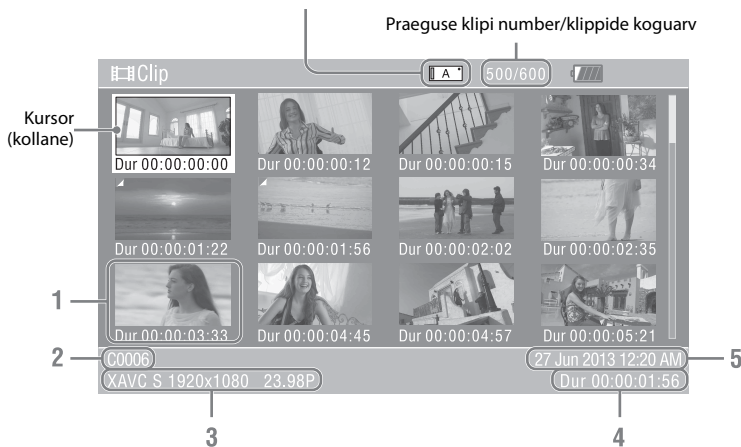 Praeguse klipi number/klippide koguarv
Clip A 500/600
Kursor
(kollane)
Dur 00:00:00:00 Dur 00:00:00:12 Dur 00:00:00:15 Dur 00:00:00:34
Dur 00:00:01:22 Dur 00:00:01:56 Dur 00:00:02:02 Dur 00:00:02:35
1
Dur 00:00:03:33 Dur 00:00:04:45 Dur 00:00:04:57 Dur 00:00:05:21
2 C0006 27 Jun 2013 12:20 AM 5
XAVC S 1920x1080 23.98P Dur 00:00:01:56
3 4